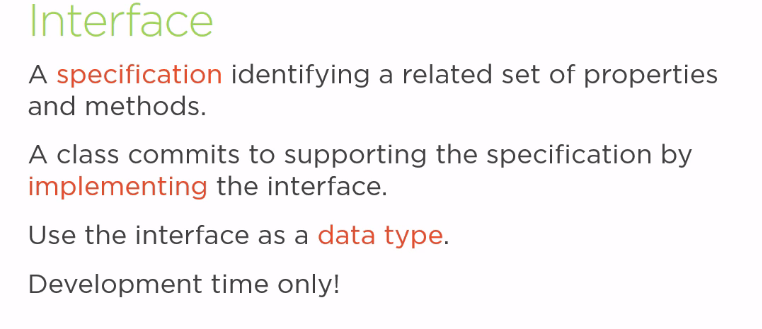 Interface
A specification identifying a related set of properties
and methods.
A class commits to supporting the specification by
implementing the interface.
Use the interface as a data type.
Development time only!